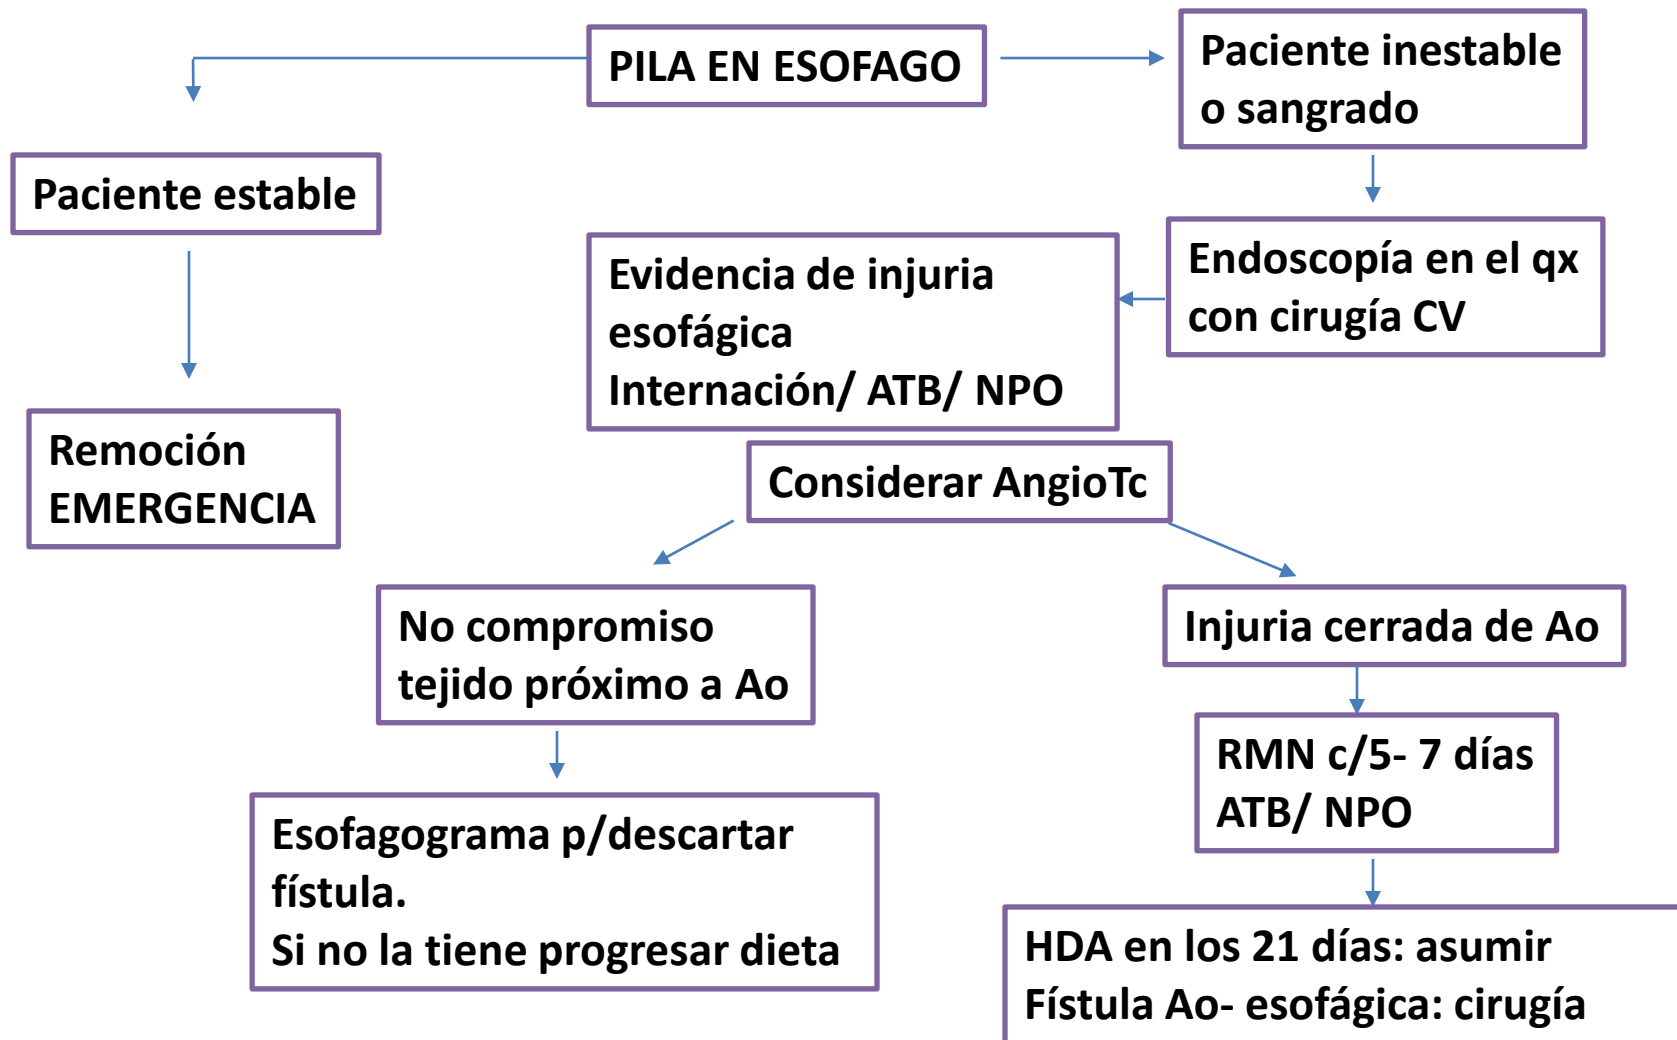 PILA EN ESOFAGO
Paciente inestable
o sangrado
Paciente estable
Endoscopía en el qx
con cirugía CV
Evidencia de injuria
esofágica
Internación/ ATB/ NPO
Remoción
EMERGENCIA
Considerar AngioTc
No compromiso
tejido próximo a Ao
Injuria cerrada de Ao
RMN c/5- 7 días
ATB/ NPO
Esofagograma p/descartar
fístula.
Si no la tiene progresar dieta
HDA en los 21 días: asumir
Fístula Ao- esofágica: cirugía